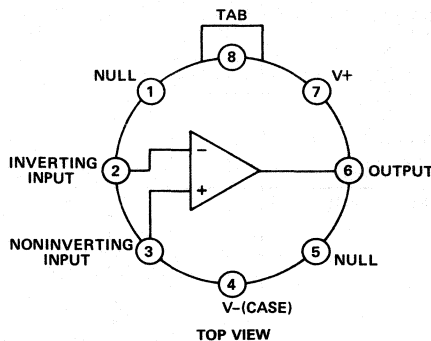 TAB
8
NULL
1
7
V+
INVERTING
INPUT
2
−
+
6
OUTPUT
NONINVERTING
INPUT
3
5
NULL
4
V−(CASE)
TOP VIEW